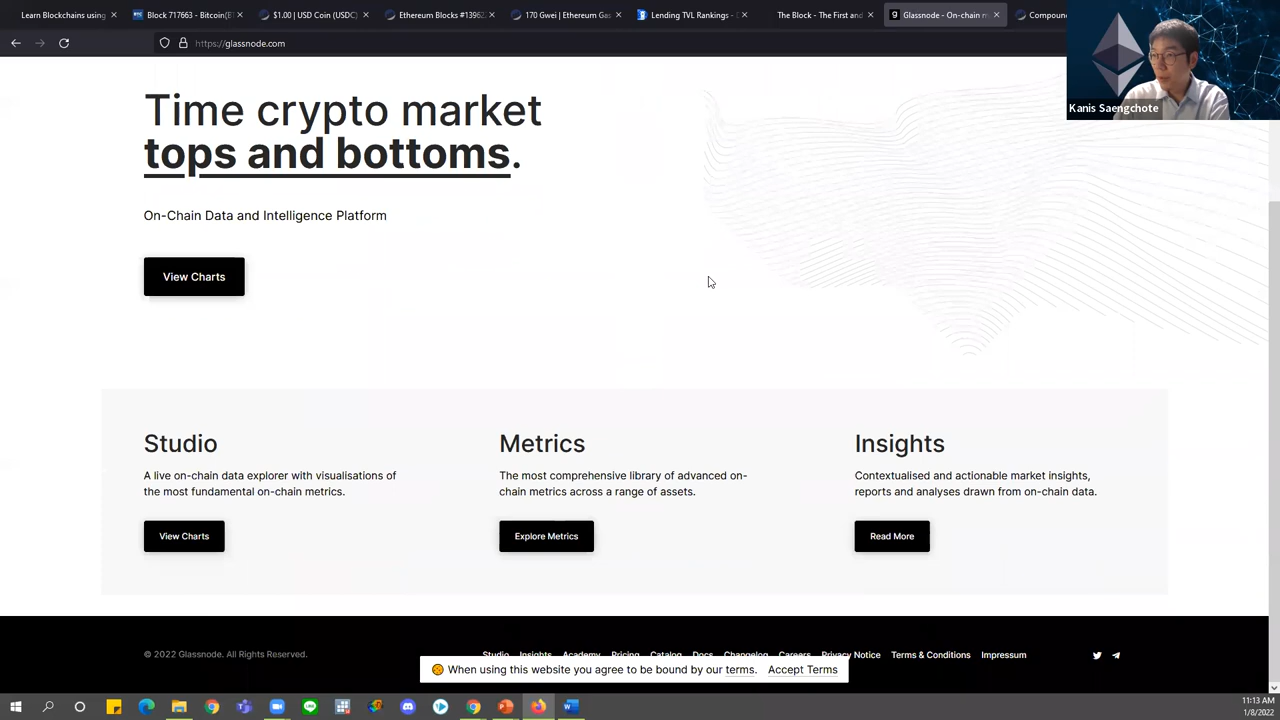 Learn Blockchains using
Block 717663 - Bitcoin(BT
$1.00 | USD Coin (USDC)
Ethereum Blocks #13962
170 Gwei | Ethereum Gas
Lending TVL Rankings - D
The Block - The First and
Glassnode - On-chain m
Compoun
https://glassnode.com
Kanis Saengchote
Time crypto market
tops and bottoms.
On-Chain Data and Intelligence Platform
View Charts
Studio
A live on-chain data explorer with visualisations of
the most fundamental on-chain metrics.
View Charts
Metrics
The most comprehensive library of advanced on-
chain metrics across a range of assets.
Explore Metrics
Insights
Contextualised and actionable market insights,
reports and analyses drawn from on-chain data.
Read More
© 2022 Glassnode. All Rights Reserved.
Studio Insights Academy Pricing Catalog Docs Changelog Careers Privacy Notice Terms & Conditions Impressum
When using this website you agree to be bound by our terms. Accept Terms
11:13 AM
1/8/2022